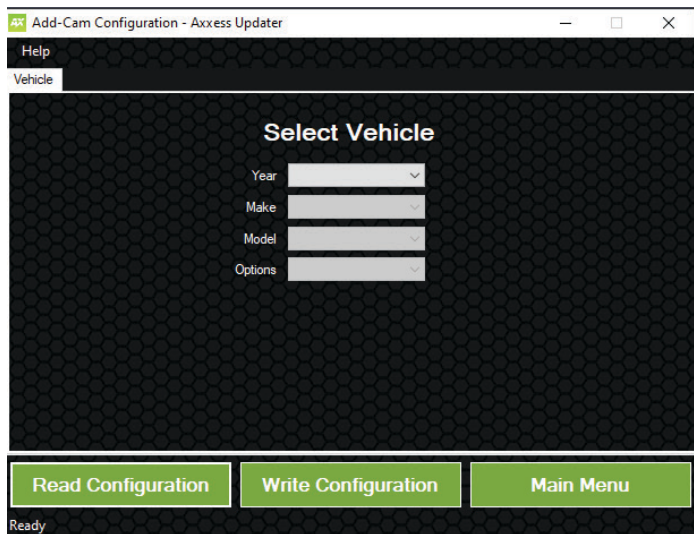 AX Add-Cam Configuration - Axxess Updater
Help
Vehicle
Select Vehicle
Year
Make
Model
Options
Read Configuration Write Configuration Main Menu
Ready